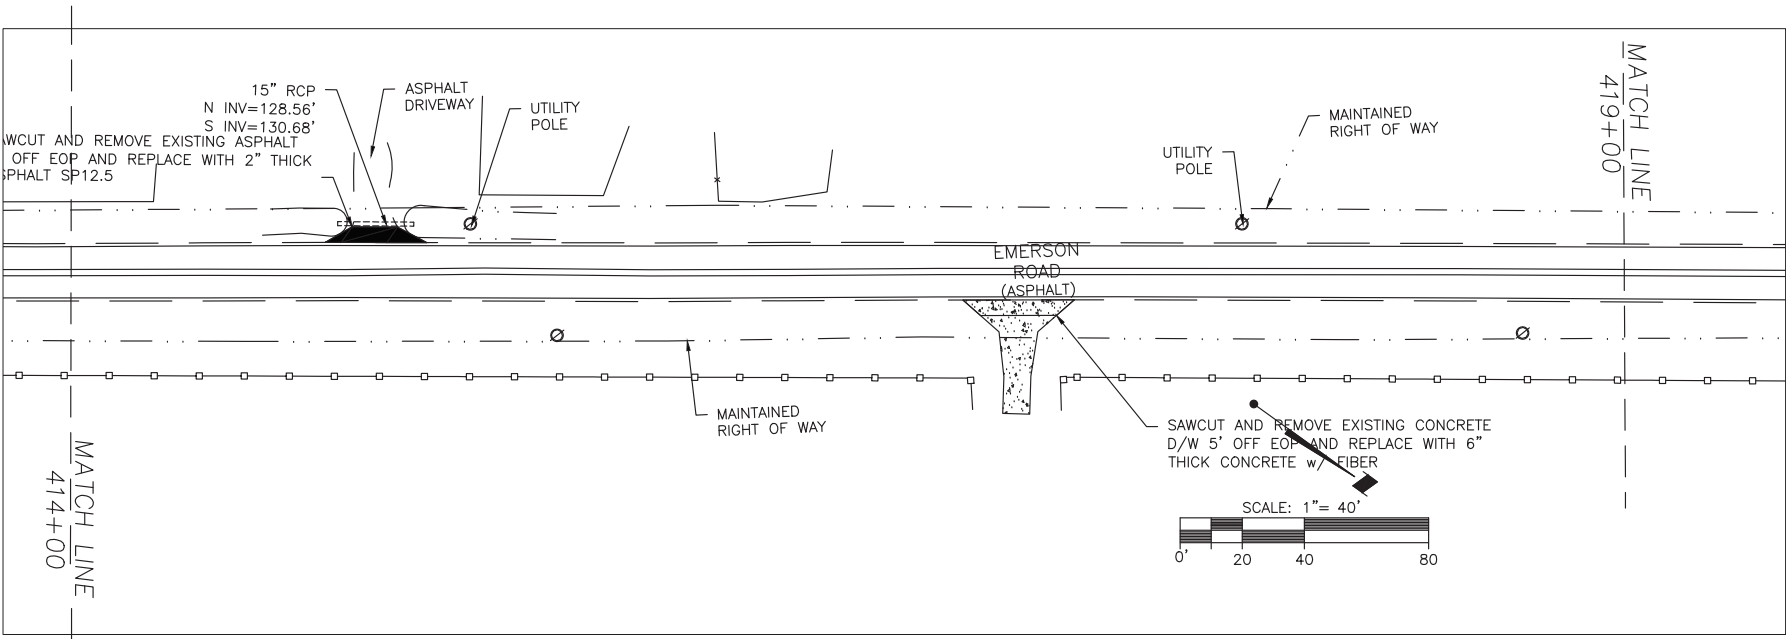 MATCH LINE
414+00
15" RCP
N INV=128.56'
S INV=130.68'
AWCUT AND REMOVE EXISTING ASPHALT
OFF EOP AND REPLACE WITH 2" THICK
SPHALT SP12.5
ASPHALT
DRIVEWAY
UTILITY
POLE
UTILITY
POLE
MAINTAINED
RIGHT OF WAY
MATCH LINE
419+00
EMERSON
ROAD
(ASPHALT)
MAINTAINED
RIGHT OF WAY
SAWCUT AND REMOVE EXISTING CONCRETE
D/W 5' OFF EOP AND REPLACE WITH 6"
THICK CONCRETE w/ FIBER
SCALE: 1"= 40'
0' 20 40 80